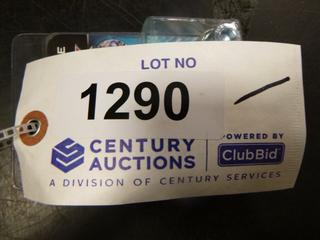 LOT NO
1290
CENTURY
AUCTIONS
POWERED BY
ClubBid
A DIVISION OF CENTURY SERVICES